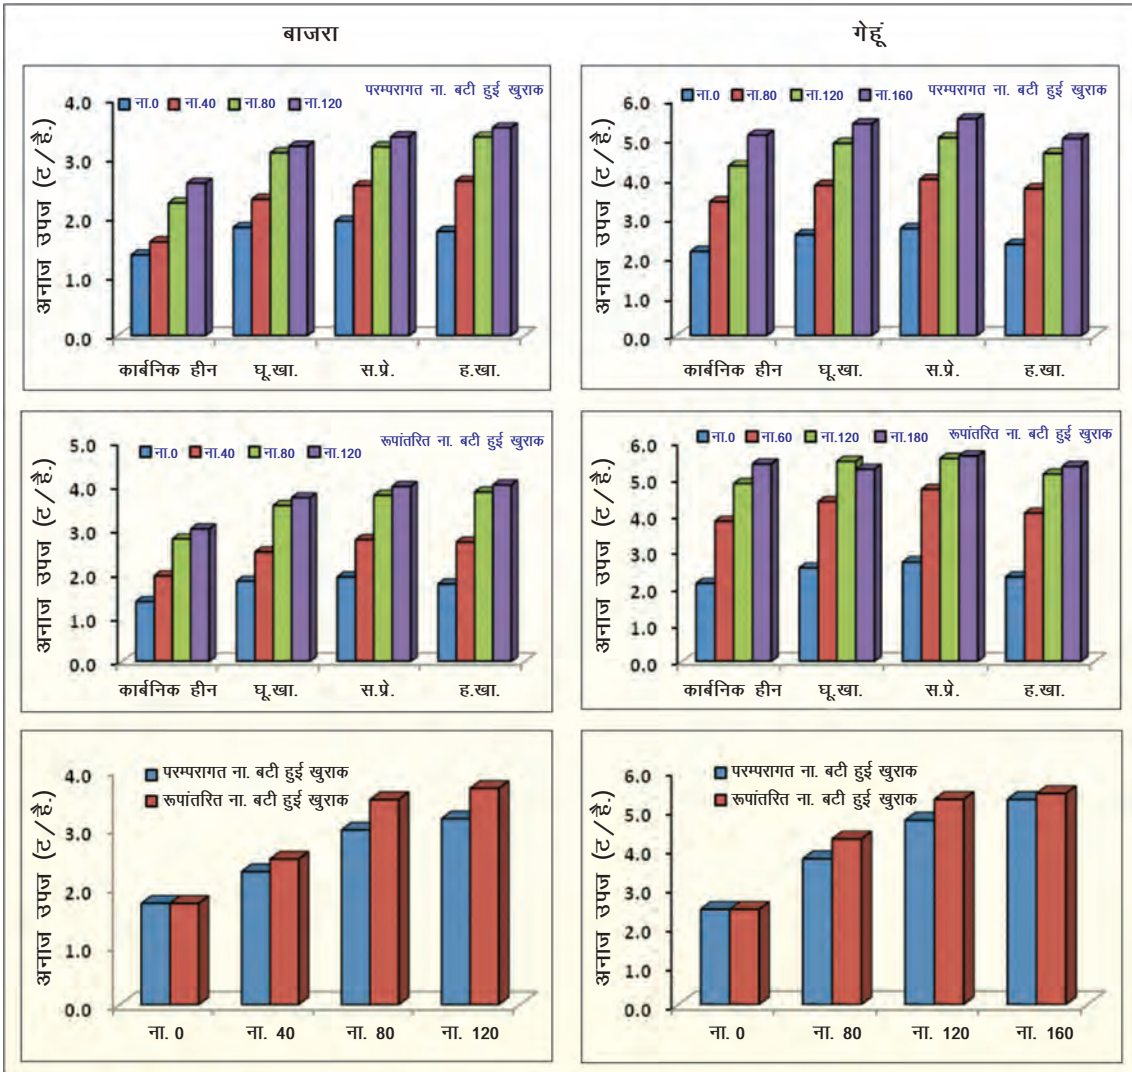 बाजरा
गेहूं
परम्परागत ना. बटी हुई खुराक
ना.0 ना.40 ना.80 ना.120
अनाज उपज (ट/है.)
4.0
3.0
2.0
1.0
0.0
कार्बनिक हीन घू.खा. स.प्रे. ह.खा.
परम्परागत ना. बटी हुई खुराक
ना.0 ना.80 ना.120 ना.160
अनाज उपज (ट/है.)
6.0
5.0
4.0
3.0
2.0
1.0
0.0
कार्बनिक हीन घू.खा. स.प्रे. ह.खा.
रूपांतरित ना. बटी हुई खुराक
ना.0 ना.40 ना.80 ना.120
अनाज उपज (ट/है.)
5.0
4.0
3.0
2.0
1.0
0.0
कार्बनिक हीन घू.खा. स.प्रे. ह.खा.
रूपांतरित ना. बटी हुई खुराक
ना.0 ना.60 ना.120 ना.180
अनाज उपज (ट/है.)
6.0
5.0
4.0
3.0
2.0
1.0
0.0
कार्बनिक हीन घू.खा. स.प्रे. ह.खा.
परम्परागत ना. बटी हुई खुराक
रूपांतरित ना. बटी हुई खुराक
अनाज उपज (ट/है.)
4.0
3.0
2.0
1.0
0.0
ना. 0 ना. 40 ना. 80 ना. 120
परम्परागत ना. बटी हुई खुराक
रूपांतरित ना. बटी हुई खुराक
अनाज उपज (ट/है.)
6.0
5.0
4.0
3.0
2.0
1.0
0.0
ना. 0 ना. 80 ना. 120 ना. 160